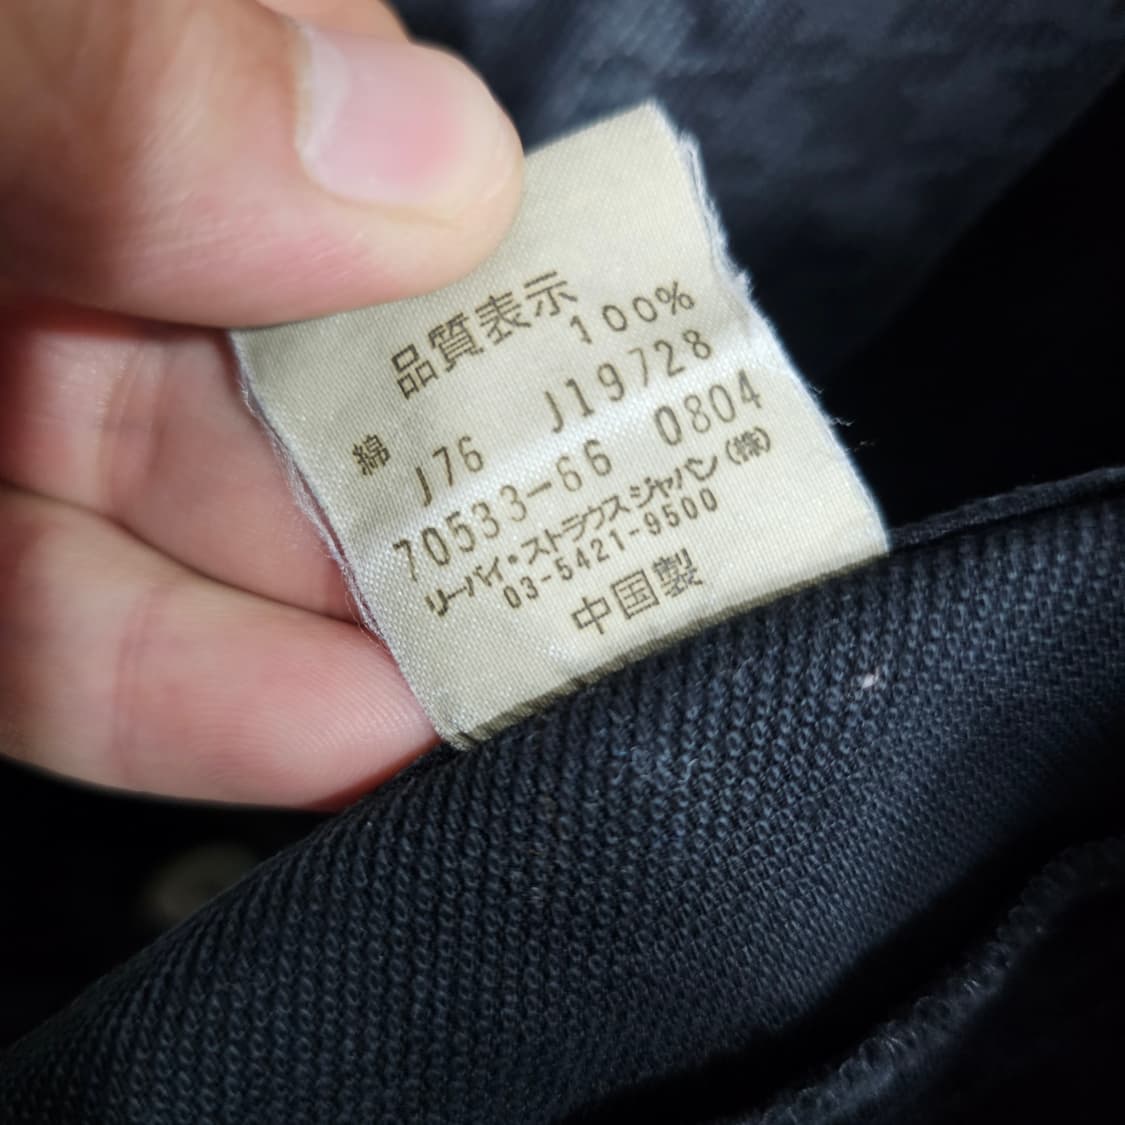 品質表示
綿 100%
J76 J19728
70533-66 0804
リーバイ・ストラウスジャパン(株)
03-5421-9500
中国製